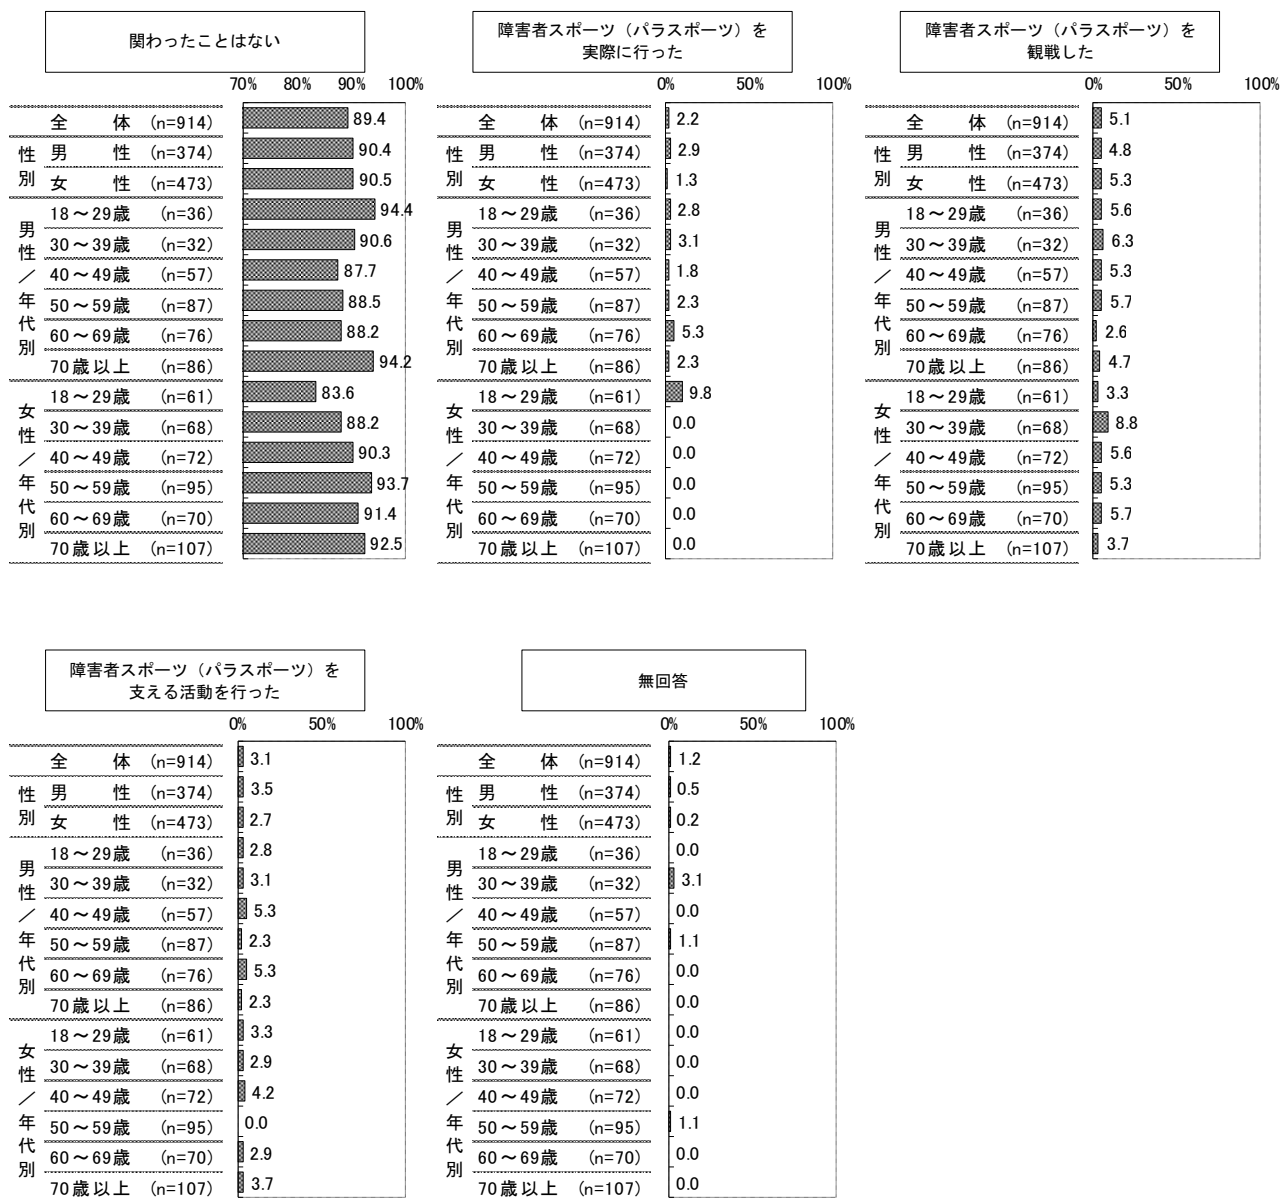 関わったことはない
70% 80% 90% 100%
全 体 (n=914) 89.4
性別
男 性 (n=374) 90.4
女 性 (n=473) 90.5
男性／年代別
18～29歳 (n=36) 94.4
30～39歳 (n=32) 90.6
40～49歳 (n=57) 87.7
50～59歳 (n=87) 88.5
60～69歳 (n=76) 88.2
70歳以上 (n=86) 94.2
女性／年代別
18～29歳 (n=61) 83.6
30～39歳 (n=68) 88.2
40～49歳 (n=72) 90.3
50～59歳 (n=95) 93.7
60～69歳 (n=70) 91.4
70歳以上 (n=107) 92.5
障害者スポーツ（パラスポーツ）を
実際に行った
0% 50% 100%
全 体 (n=914) 2.2
性別
男 性 (n=374) 2.9
女 性 (n=473) 1.3
男性／年代別
18～29歳 (n=36) 2.8
30～39歳 (n=32) 3.1
40～49歳 (n=57) 1.8
50～59歳 (n=87) 2.3
60～69歳 (n=76) 5.3
70歳以上 (n=86) 2.3
女性／年代別
18～29歳 (n=61) 9.8
30～39歳 (n=68) 0.0
40～49歳 (n=72) 0.0
50～59歳 (n=95) 0.0
60～69歳 (n=70) 0.0
70歳以上 (n=107) 0.0
障害者スポーツ（パラスポーツ）を
観戦した
0% 50% 100%
全 体 (n=914) 5.1
性別
男 性 (n=374) 4.8
女 性 (n=473) 5.3
男性／年代別
18～29歳 (n=36) 5.6
30～39歳 (n=32) 6.3
40～49歳 (n=57) 5.3
50～59歳 (n=87) 5.7
60～69歳 (n=76) 2.6
70歳以上 (n=86) 4.7
女性／年代別
18～29歳 (n=61) 3.3
30～39歳 (n=68) 8.8
40～49歳 (n=72) 5.6
50～59歳 (n=95) 5.3
60～69歳 (n=70) 5.7
70歳以上 (n=107) 3.7
障害者スポーツ（パラスポーツ）を
支える活動を行った
0% 50% 100%
全 体 (n=914) 3.1
性別
男 性 (n=374) 3.5
女 性 (n=473) 2.7
男性／年代別
18～29歳 (n=36) 2.8
30～39歳 (n=32) 3.1
40～49歳 (n=57) 5.3
50～59歳 (n=87) 2.3
60～69歳 (n=76) 5.3
70歳以上 (n=86) 2.3
女性／年代別
18～29歳 (n=61) 3.3
30～39歳 (n=68) 2.9
40～49歳 (n=72) 4.2
50～59歳 (n=95) 0.0
60～69歳 (n=70) 2.9
70歳以上 (n=107) 3.7
無回答
0% 50% 100%
全 体 (n=914) 1.2
性別
男 性 (n=374) 0.5
女 性 (n=473) 0.2
男性／年代別
18～29歳 (n=36) 0.0
30～39歳 (n=32) 3.1
40～49歳 (n=57) 0.0
50～59歳 (n=87) 1.1
60～69歳 (n=76) 0.0
70歳以上 (n=86) 0.0
女性／年代別
18～29歳 (n=61) 0.0
30～39歳 (n=68) 0.0
40～49歳 (n=72) 0.0
50～59歳 (n=95) 1.1
60～69歳 (n=70) 0.0
70歳以上 (n=107) 0.0